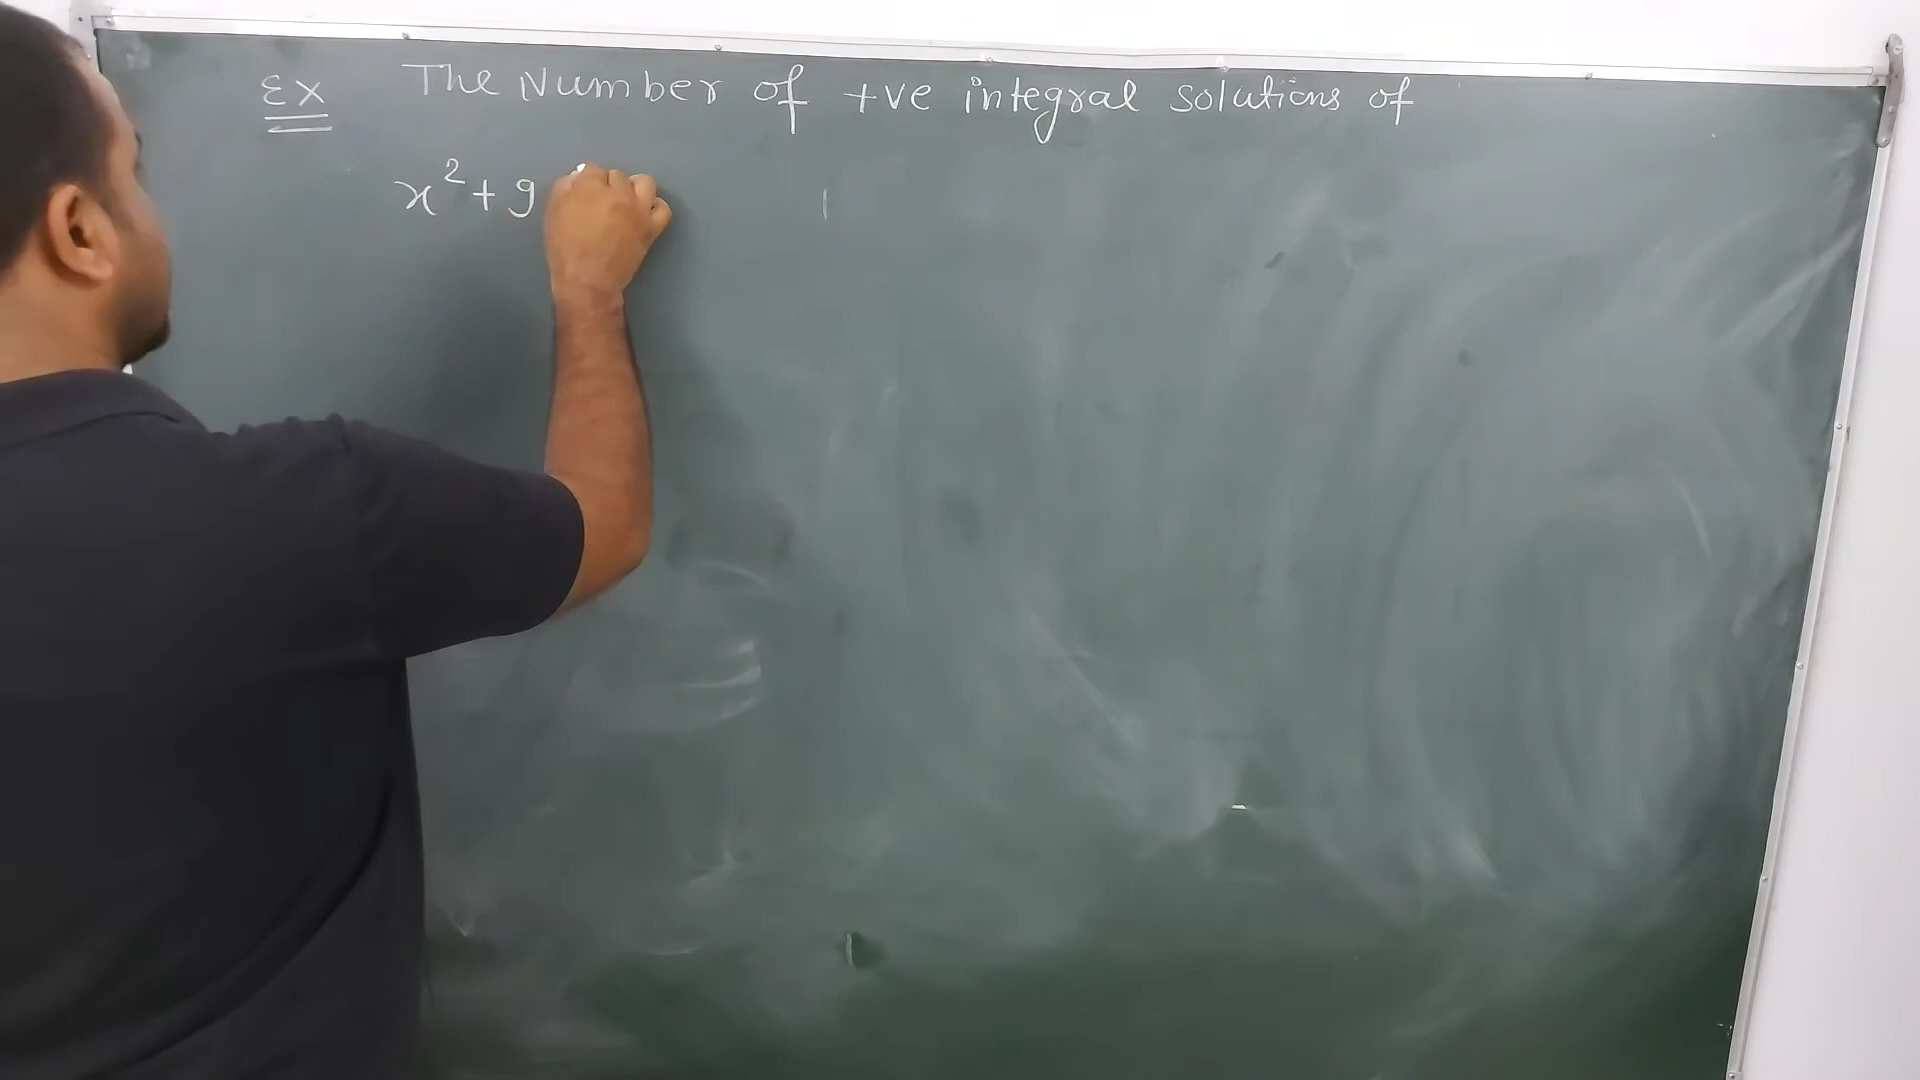 Ex The Number of +ve integral solutions of
x² + 9